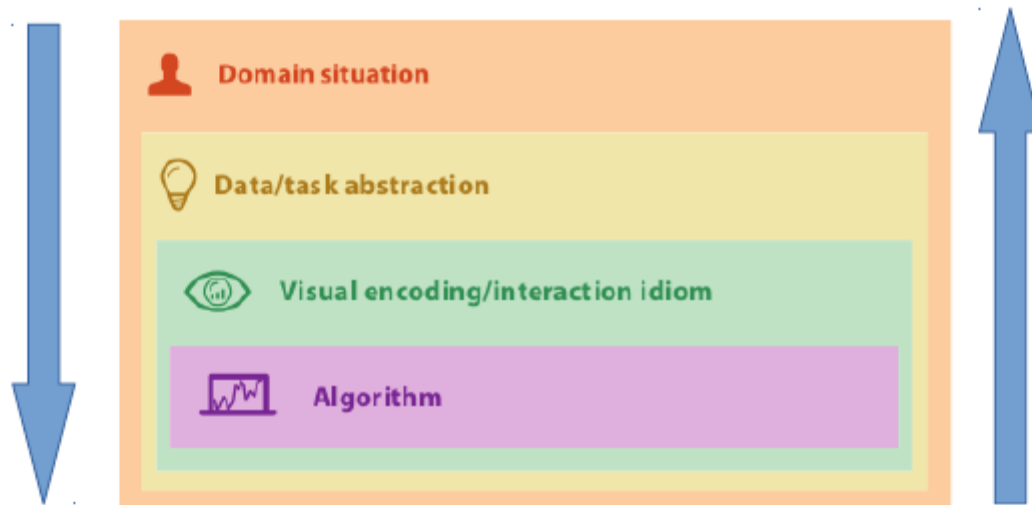 Domain situation
Data/task abstraction
Visual encoding/interaction idiom
Algorithm